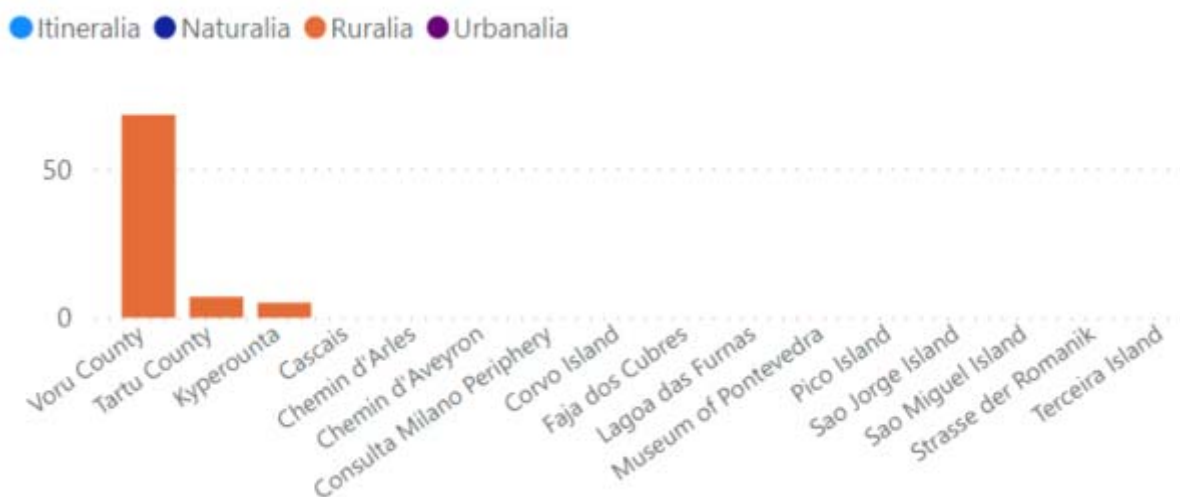 Itineralia Naturalia Ruralia Urbanalia
50
0
Voru County
Tartu County
Kyperounta
Cascais
Chemin d'Arles
Chemin d'Aveyron
Consulta Milano Periphery
Corvo Island
Faja dos Cubres
Lagoa das Furnas
Museum of Pontevedra
Pico Island
Sao Jorge Island
Sao Miguel Island
Strasse der Romanik
Terceira Island